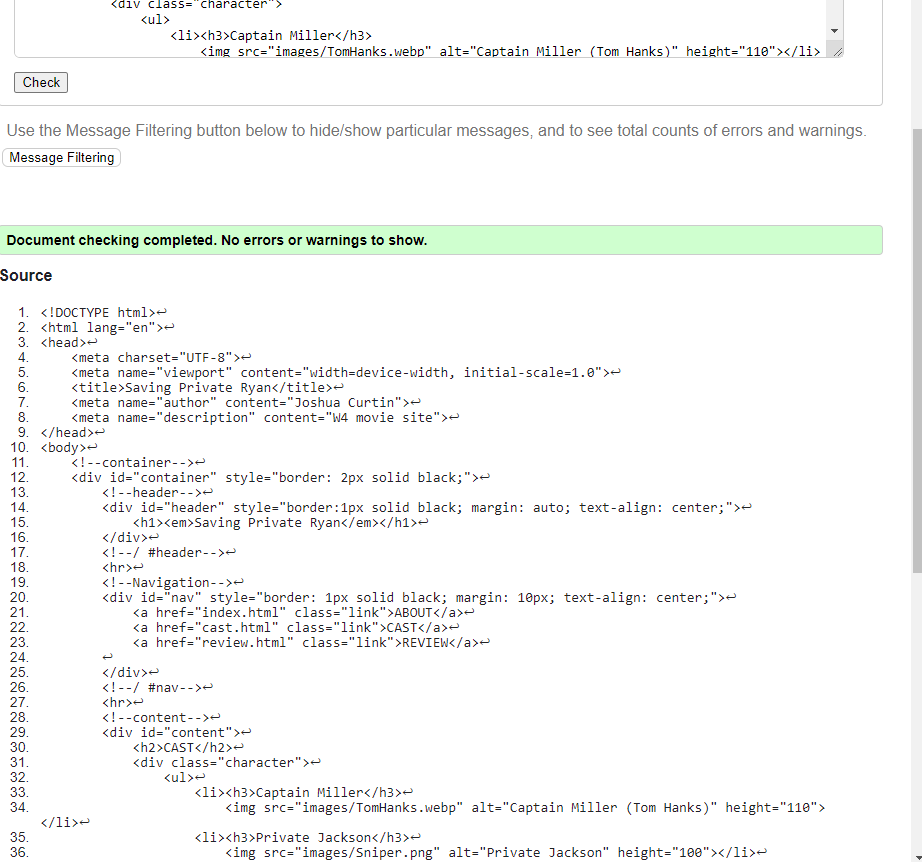 <div class="character">
<ul>
<li><h3>Captain Miller</h3>
<img src="images/TomHanks.webp" alt="Captain Miller (Tom Hanks)" height="110"></li>
Check
Use the Message Filtering button below to hide/show particular messages, and to see total counts of errors and warnings.
Message Filtering
Document checking completed. No errors or warnings to show.
Source
1. <!DOCTYPE html>↩
2. <html lang="en">↩
3. <head>↩
4. <meta charset="UTF-8">↩
5. <meta name="viewport" content="width=device-width, initial-scale=1.0">↩
6. <title>Saving Private Ryan</title>↩
7. <meta name="author" content="Joshua Curtin">↩
8. <meta name="description" content="W4 movie site">↩
9. </head>↩
10. <body>↩
11. <!--container-->↩
12. <div id="container" style="border: 2px solid black;">↩
13. <!--header-->↩
14. <div id="header" style="border:1px solid black; margin: auto; text-align: center;">↩
15. <h1><em>Saving Private Ryan</em></h1>↩
16. </div>↩
17. <!--/ #header-->↩
18. <hr>↩
19. <!--Navigation-->↩
20. <div id="nav" style="border: 1px solid black; margin: 10px; text-align: center;">↩
21. <a href="index.html" class="link">ABOUT</a>↩
22. <a href="cast.html" class="link">CAST</a>↩
23. <a href="review.html" class="link">REVIEW</a>↩
24. ↩
25. </div>↩
26. <!--/ #nav-->↩
27. <hr>↩
28. <!--content-->↩
29. <div id="content">↩
30. <h2>CAST</h2>↩
31. <div class="character">↩
32. <ul>↩
33. <li><h3>Captain Miller</h3>↩
34. <img src="images/TomHanks.webp" alt="Captain Miller (Tom Hanks)" height="110">
</li>↩
35. <li><h3>Private Jackson</h3>↩
36. <img src="images/Sniper.png" alt="Private Jackson" height="100"></li>↩